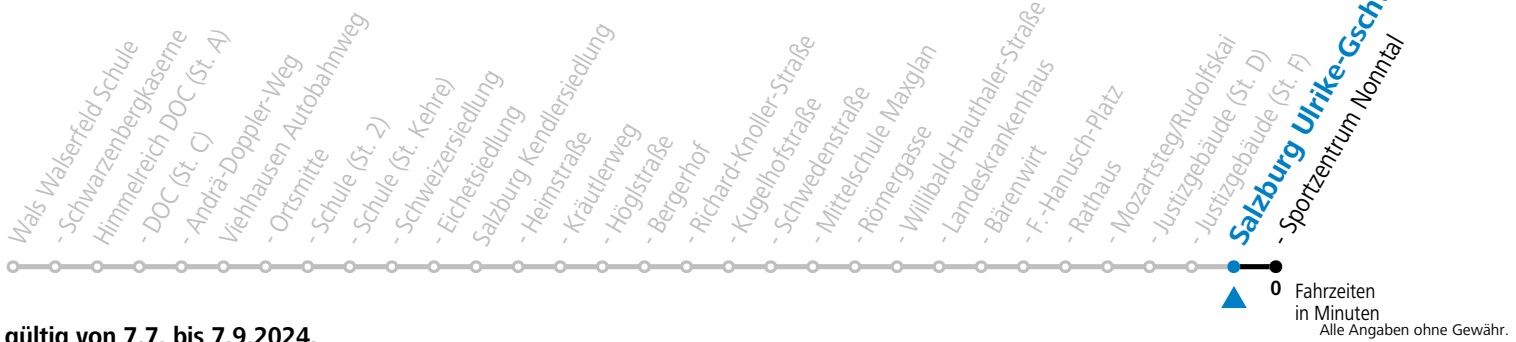 Wals Walserfeld Schule
- Schwarzenbergkaserne
Himmelreich DOC (St. A)
- DOC (St. C)
- Andrä-Doppler-Weg
Viehhausen Autobahnweg
- Ortsmitte
- Schule (St. 2)
- Schule (St. Kehre)
- Schweizersiedlung
- Eichetsiedlung
Salzburg Kendlersiedlung
- Heimstraße
- Kräutlerweg
- Höglstraße
- Bergerhof
- Richard-Knoller-Straße
- Kugelhofstraße
- Schwedenstraße
- Mittelschule Maxglan
- Römergasse
- Willibald-Hauthaler-Straße
- Landeskrankenhaus
- Bärenwirt
- F.-Hanusch-Platz
- Rathaus
- Mozartsteg/Rudolfskai
- Justizgebäude (St. D)
- Justizgebäude (St. F)
Salzburg Ulrike-Gsch
- Sportzentrum Nonntal
0 Fahrzeiten
in Minuten
Alle Angaben ohne Gewähr.
gültig von 7.7. bis 7.9.2024.